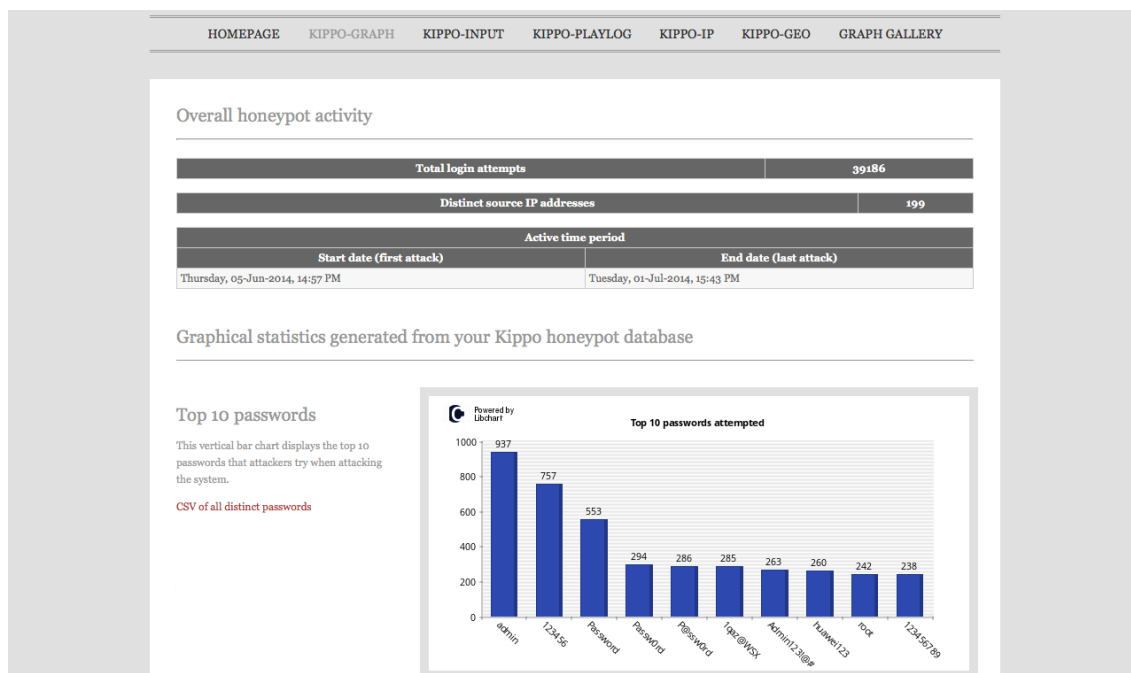 HOMEPAGE KIPPO-GRAPH KIPPO-INPUT KIPPO-PLAYLOG KIPPO-IP KIPPO-GEO GRAPH GALLERY
Overall honeypot activity
Total login attempts 39186
Distinct source IP addresses 199
Active time period
Start date (first attack) End date (last attack)
Thursday, 05-Jun-2014, 14:57 PM Tuesday, 01-Jul-2014, 15:43 PM
Graphical statistics generated from your Kippo honeypot database
Top 10 passwords
This vertical bar chart displays the top 10
passwords that attackers try when attacking
the system.
CSV of all distinct passwords
Powered by
Libchart
Top 10 passwords attempted
1000
800
600
400
200
0
937 757 553 294 286 285 263 260 242 238
admin 123456 Password Passw0rd P@ssw0rd 1qaz@WSX Admin123!@# huawei123 root 123456789